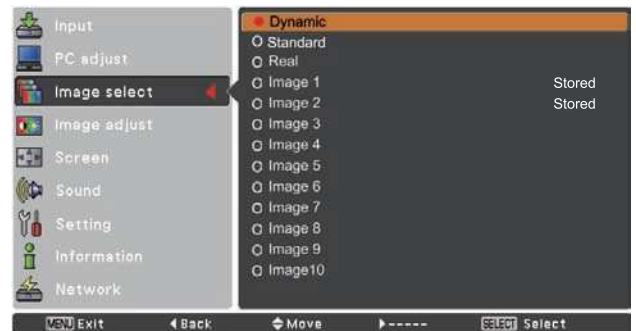 Input
PC adjust
Image select
Image adjust
Screen
Sound
Setting
Information
Network
Dynamic
Standard
Real
Image 1 Stored
Image 2 Stored
Image 3
Image 4
Image 5
Image 6
Image 7
Image 8
Image 9
Image10
MENU Exit Back Move ----- SELECT Select